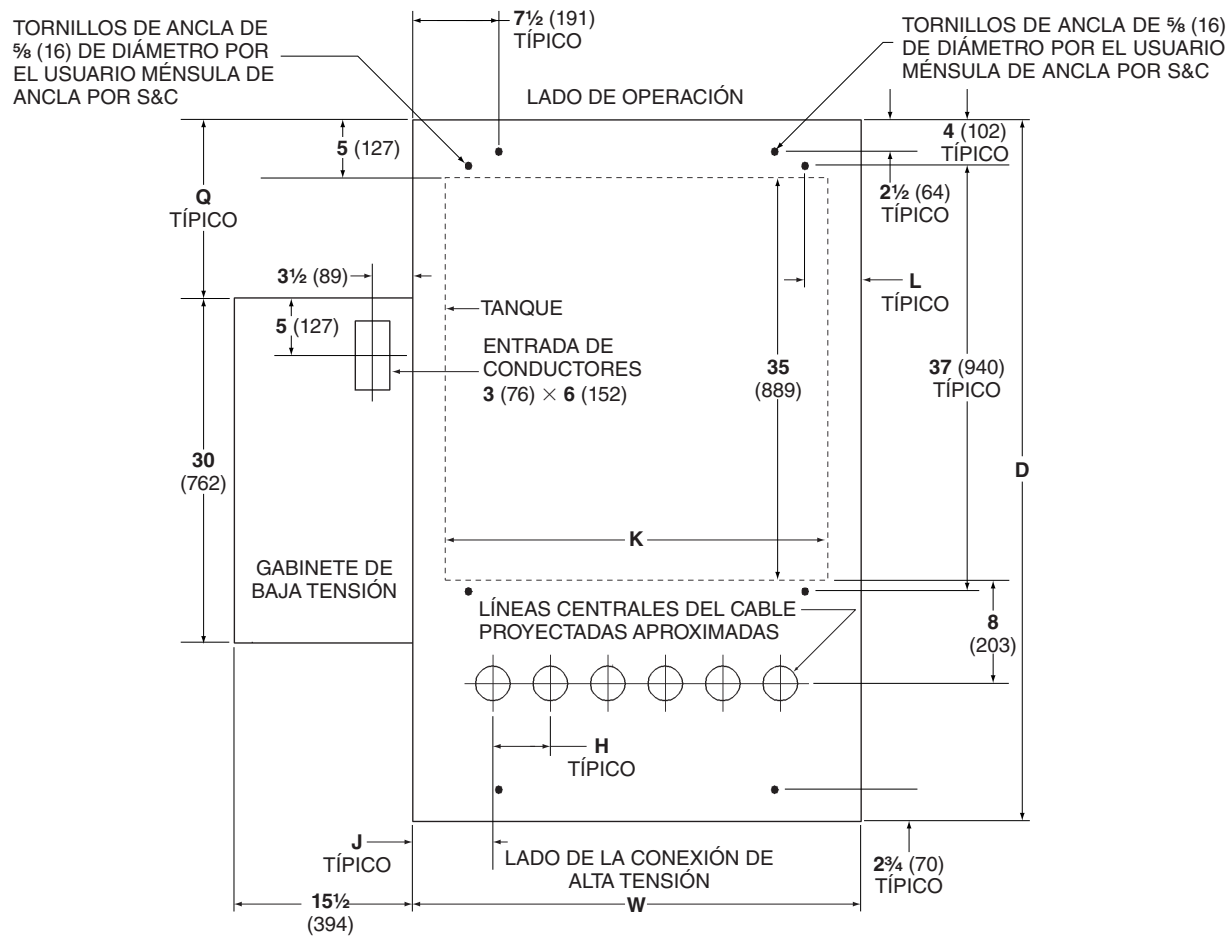 TORNILLOS DE ANCLA DE
⅝ (16) DE DIÁMETRO POR
EL USUARIO MÉNSULA DE
ANCLA POR S&C
7½ (191)
TÍPICO
TORNILLOS DE ANCLA DE ⅝ (16)
DE DIÁMETRO POR EL USUARIO
MÉNSULA DE ANCLA POR S&C
LADO DE OPERACIÓN
5 (127)
4 (102)
TÍPICO
Q
TÍPICO
2½ (64)
TÍPICO
3½ (89)
L
TÍPICO
5 (127)
TANQUE
ENTRADA DE
CONDUCTORES
3 (76) × 6 (152)
35
(889)
37 (940)
TÍPICO
30
(762)
D
K
GABINETE DE
BAJA TENSIÓN
LÍNEAS CENTRALES DEL CABLE
PROYECTADAS APROXIMADAS
8
(203)
H
TÍPICO
J
TÍPICO
LADO DE LA CONEXIÓN DE
ALTA TENSIÓN
2¾ (70)
TÍPICO
15½
(394)
W